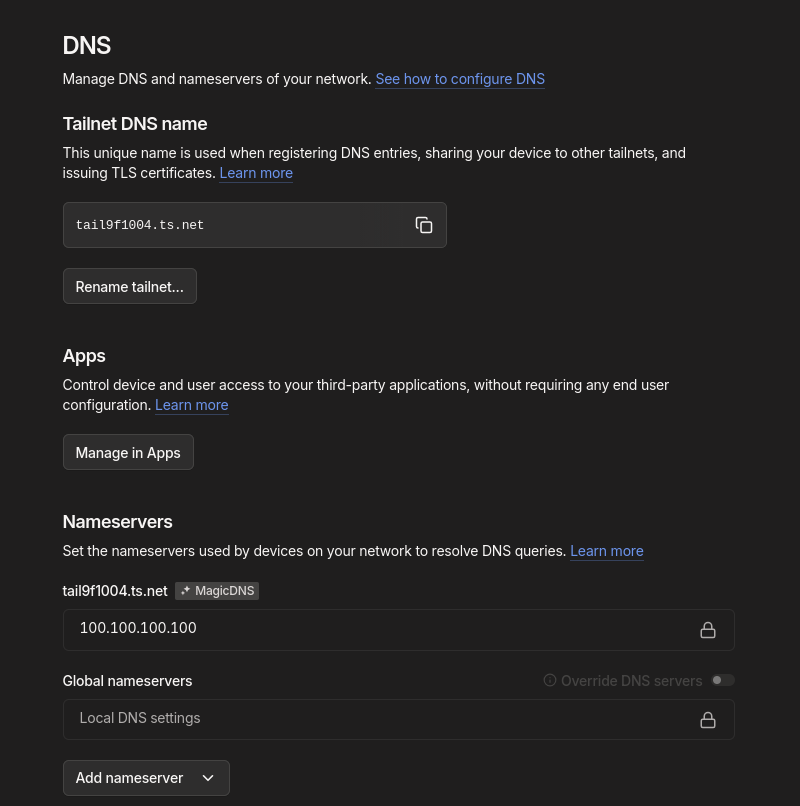 DNS
Manage DNS and nameservers of your network. See how to configure DNS
Tailnet DNS name
This unique name is used when registering DNS entries, sharing your device to other tailnets, and
issuing TLS certificates. Learn more
tail9f1004.ts.net
Rename tailnet...
Apps
Control device and user access to your third-party applications, without requiring any end user
configuration. Learn more
Manage in Apps
Nameservers
Set the nameservers used by devices on your network to resolve DNS queries. Learn more
tail9f1004.ts.net MagicDNS
100.100.100.100
Global nameservers Override DNS servers
Local DNS settings
Add nameserver